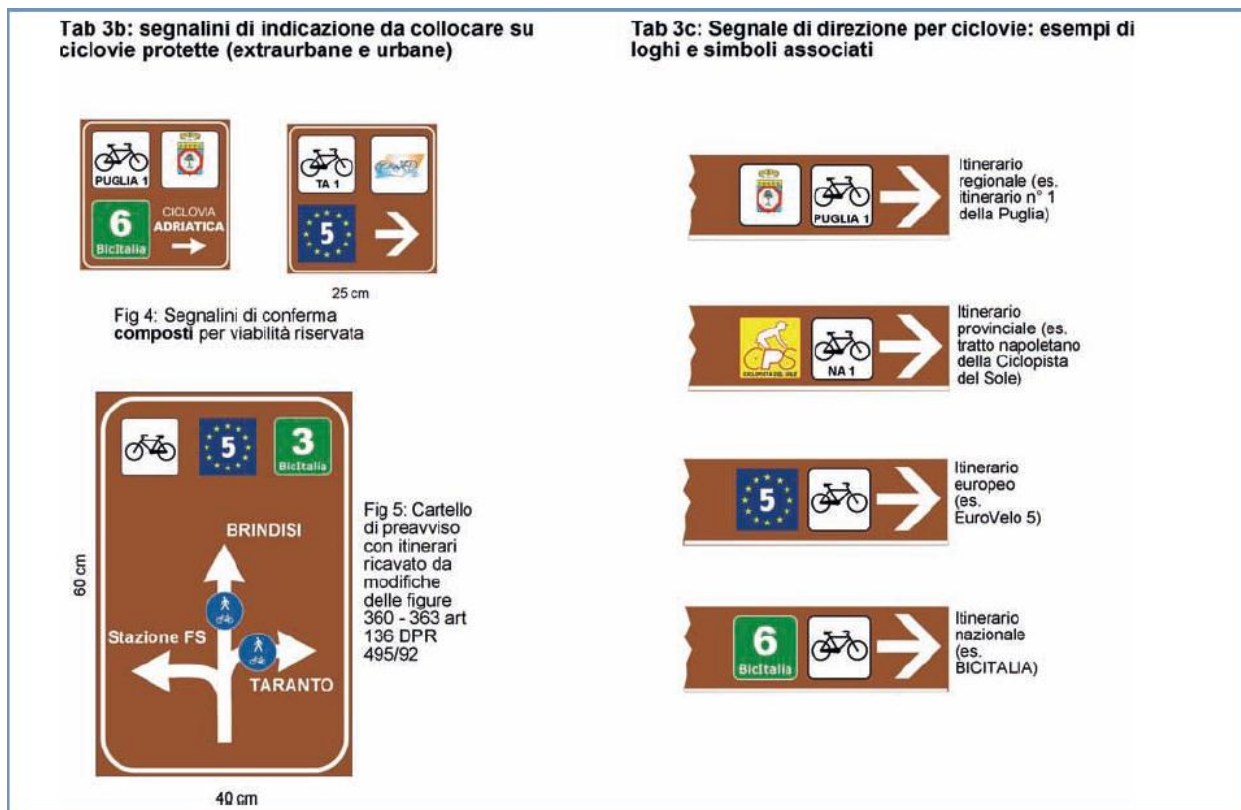 Tab 3b: segnalini di indicazione da collocare su
ciclovie protette (extraurbane e urbane)
PUGLIA 1
6
BicItalia
CICLOVIA
ADRIATICA
TA 1
5
25 cm
Fig 4: Segnalini di conferma
composti per viabilità riservata
5
3
BicItalia
BRINDISI
Stazione FS
TARANTO
60 cm
40 cm
Fig 5: Cartello
di preavviso
con itinerari
ricavato da
modifiche
delle figure
360 - 363 art
136 DPR
495/92
Tab 3c: Segnale di direzione per ciclovie: esempi di
loghi e simboli associati
PUGLIA 1
Itinerario
regionale (es.
itinerario n° 1
della Puglia)
CICLOPISTA DEL SOLE
NA 1
Itinerario
provinciale (es.
tratto napoletano
della Ciclopista
del Sole)
5
Itinerario
europeo
(es.
EuroVelo 5)
6
BicItalia
Itinerario
nazionale
(es.
BICITALIA)